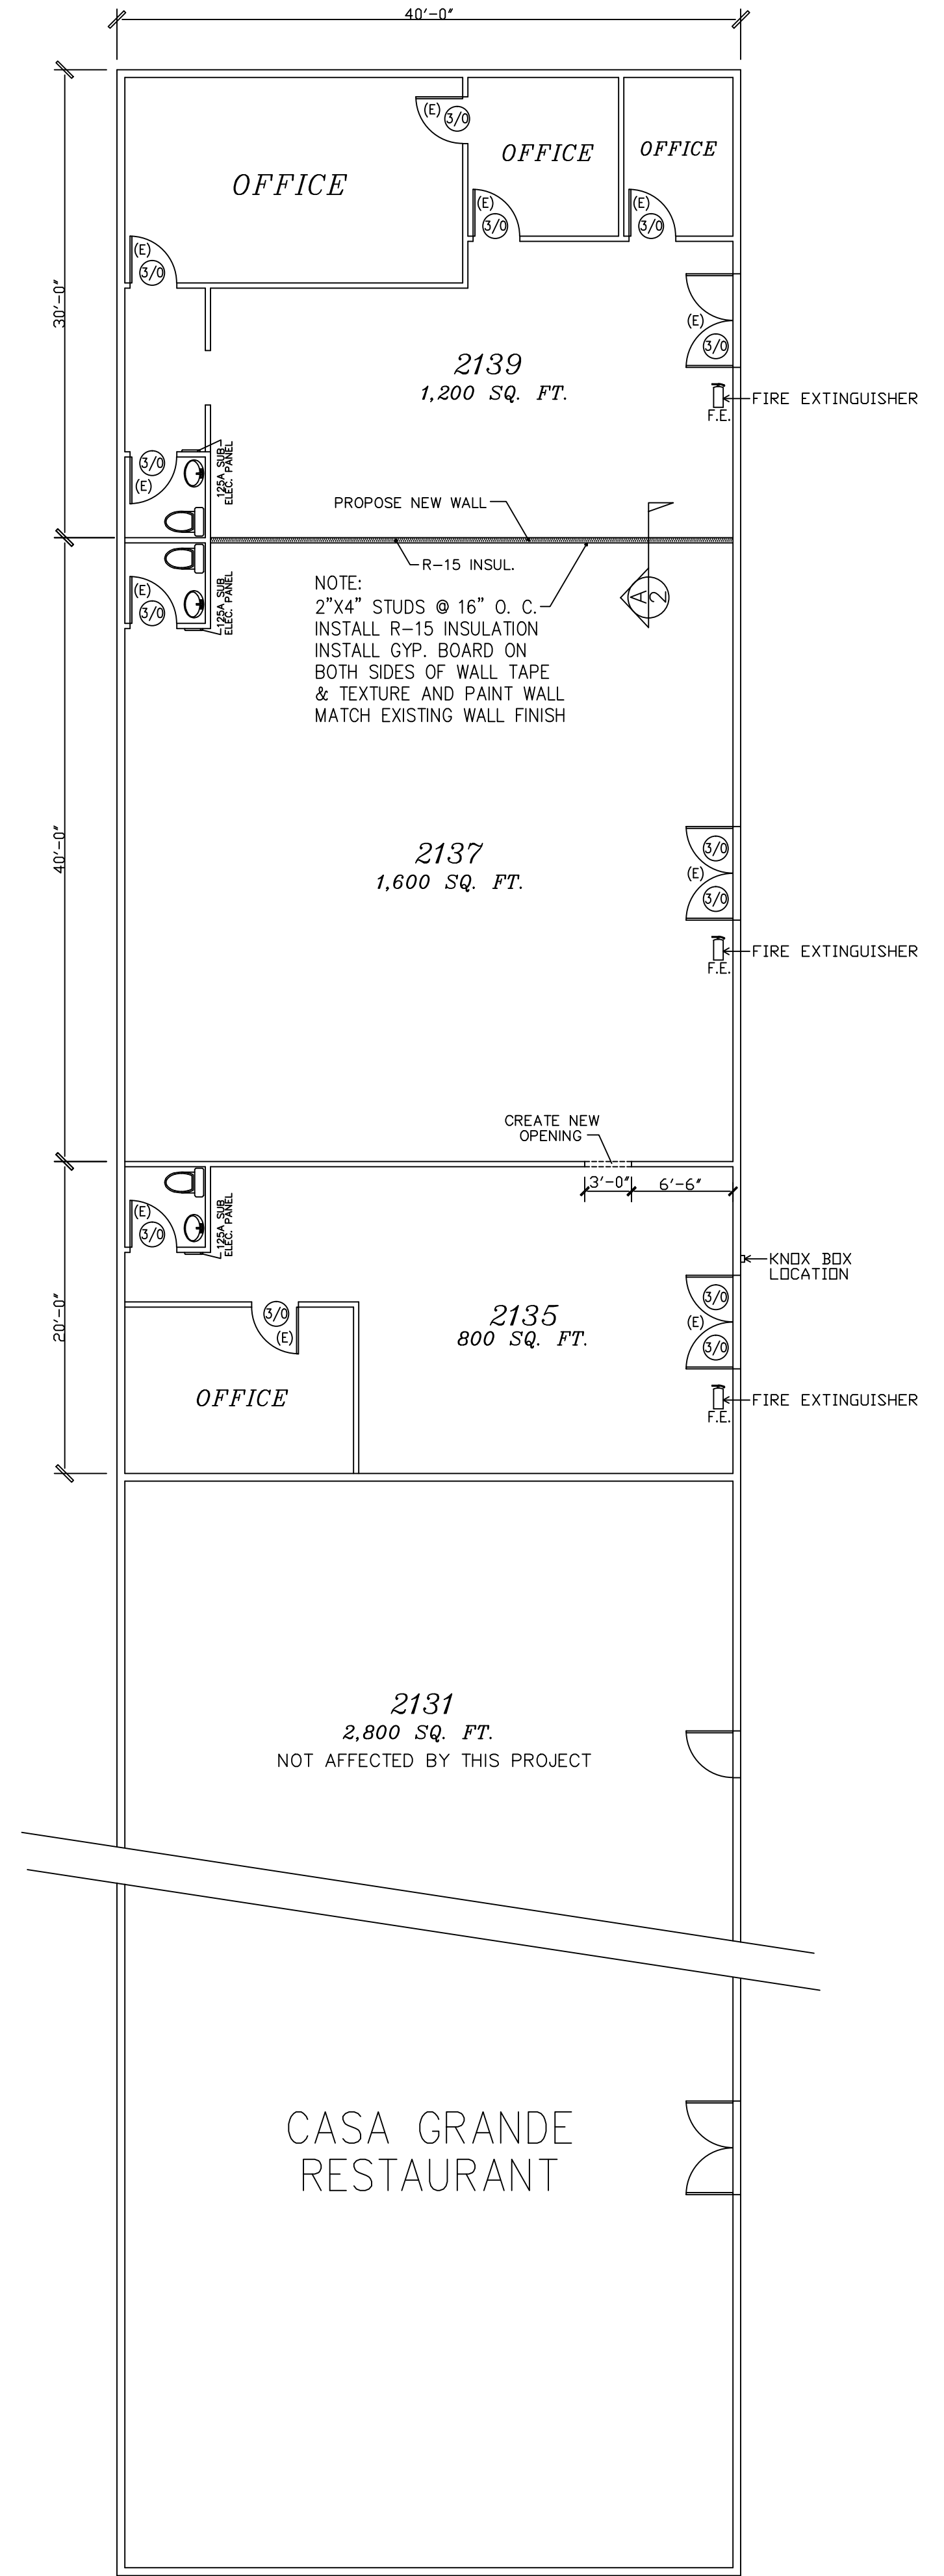 40'-0"
(E) 3/0
OFFICE
OFFICE
OFFICE
(E) 3/0
(E) 3/0
(E) 3/0
30'-0"
(E) 3/0
2139
1,200 SQ. FT.
FIRE EXTINGUISHER
F.E.
3/0 (E)
125A SUB
ELEC. PANEL
PROPOSE NEW WALL
R-15 INSUL.
(E) 3/0
125A SUB
ELEC. PANEL
NOTE:
2"X4" STUDS @ 16" O. C.
INSTALL R-15 INSULATION
INSTALL GYP. BOARD ON
BOTH SIDES OF WALL TAPE
& TEXTURE AND PAINT WALL
MATCH EXISTING WALL FINISH
A
2
40'-0"
2137
1,600 SQ. FT.
3/0
(E)
3/0
FIRE EXTINGUISHER
F.E.
CREATE NEW
OPENING
3'-0" 6'-6"
(E) 3/0
125A SUB
ELEC. PANEL
KNOX BOX
LOCATION
20'-0"
3/0
(E)
2135
800 SQ. FT.
3/0
(E)
3/0
OFFICE
FIRE EXTINGUISHER
F.E.
2131
2,800 SQ. FT.
NOT AFFECTED BY THIS PROJECT
CASA GRANDE
RESTAURANT